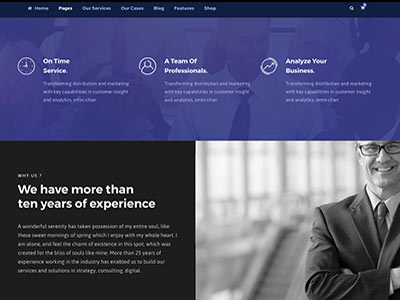 Home Pages Our Services Our Cases Blog Features Shop
On Time
Service.
Transforming distribution and marketing
with key capabilities in customer insight
and analytics, omni-chan
A Team Of
Professionals.
Transforming distribution and marketing
with key capabilities in customer insight
and analytics, omni-chan
Analyze Your
Business.
Transforming distribution and marketing
with key capabilities in customer insight
and analytics, omni-chan
WHY US ?
We have more than
ten years of experience
A wonderful serenity has taken possession of my entire soul, like
these sweet mornings of spring which I enjoy with my whole heart. I
am alone, and feel the charm of existence in this spot, which was
created for the bliss of souls like mine. More than 25 years of
experience working in the industry has enabled us to build our
services and solutions in strategy, consulting, digital,